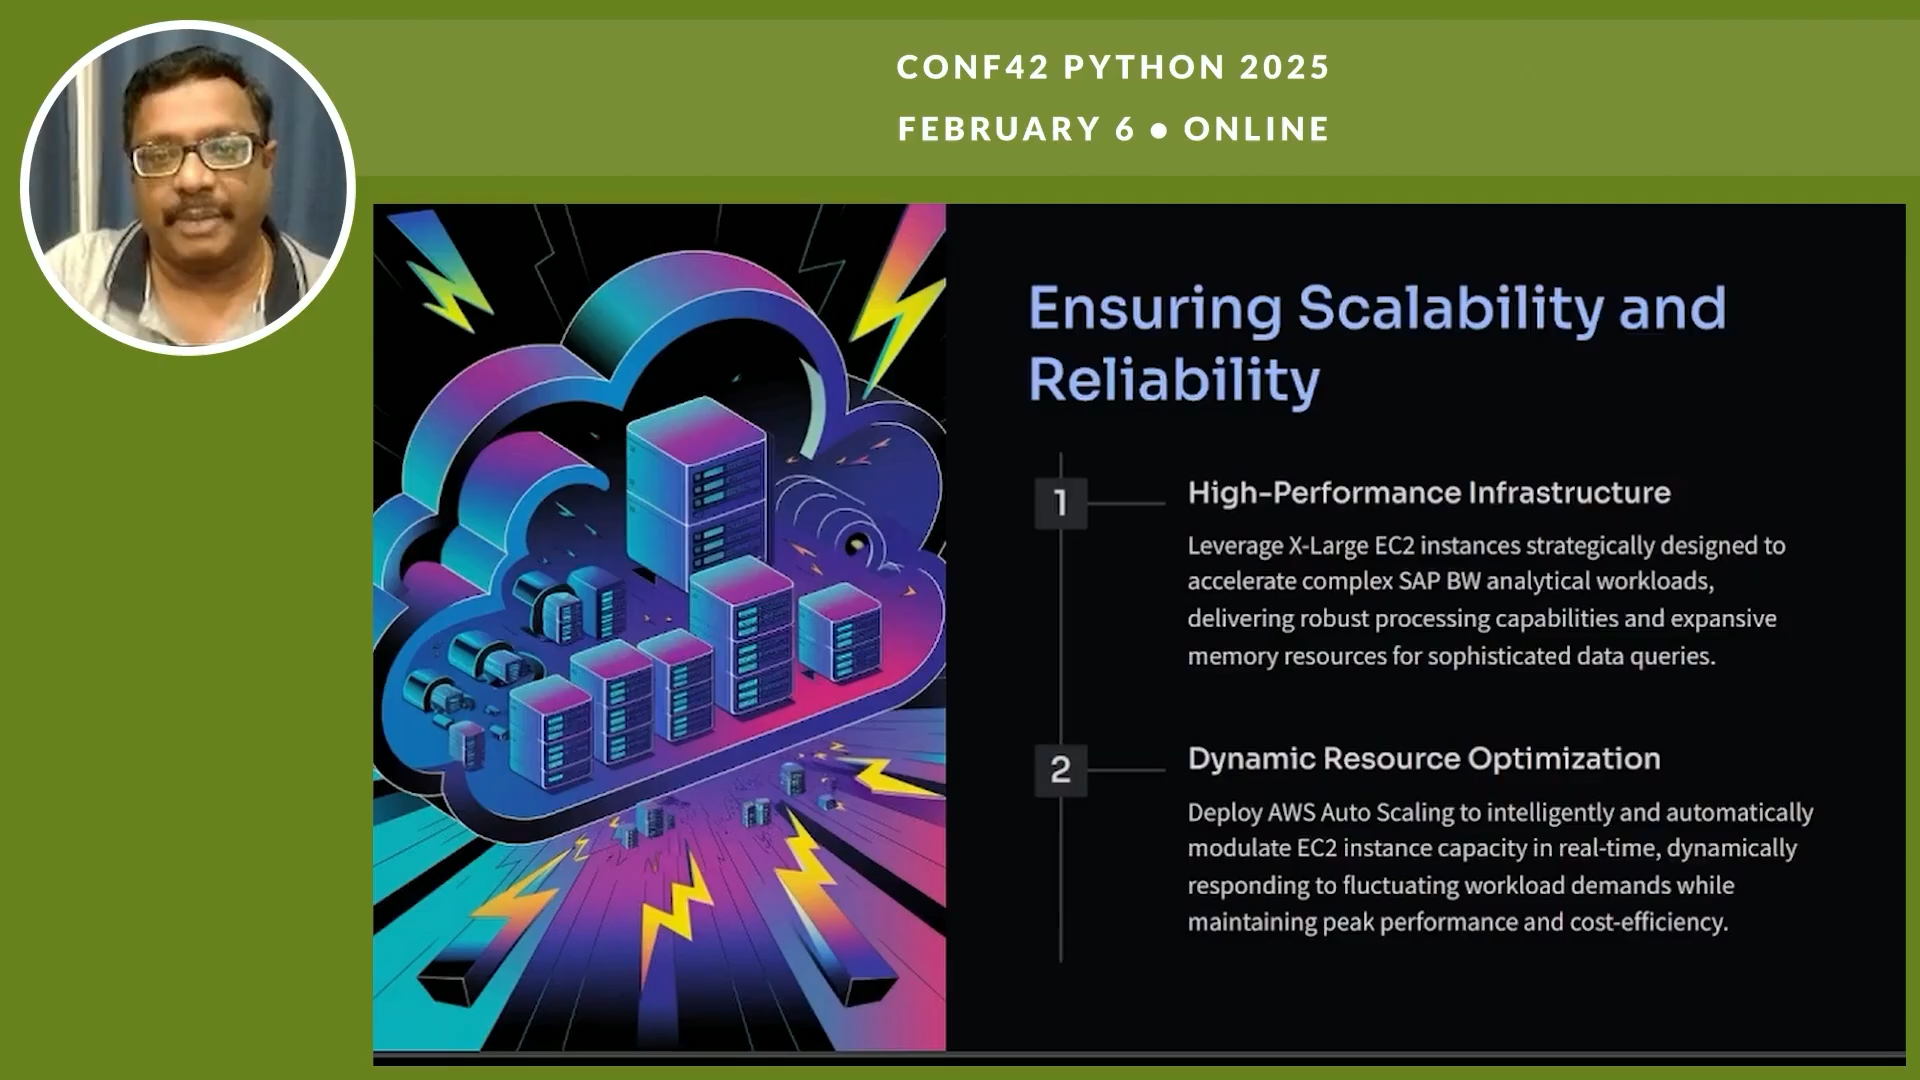 CONF42 PYTHON 2025
FEBRUARY 6 ● ONLINE
Ensuring Scalability and
Reliability
1
High-Performance Infrastructure
Leverage X-Large EC2 instances strategically designed to
accelerate complex SAP BW analytical workloads,
delivering robust processing capabilities and expansive
memory resources for sophisticated data queries.
2
Dynamic Resource Optimization
Deploy AWS Auto Scaling to intelligently and automatically
modulate EC2 instance capacity in real-time, dynamically
responding to fluctuating workload demands while
maintaining peak performance and cost-efficiency.